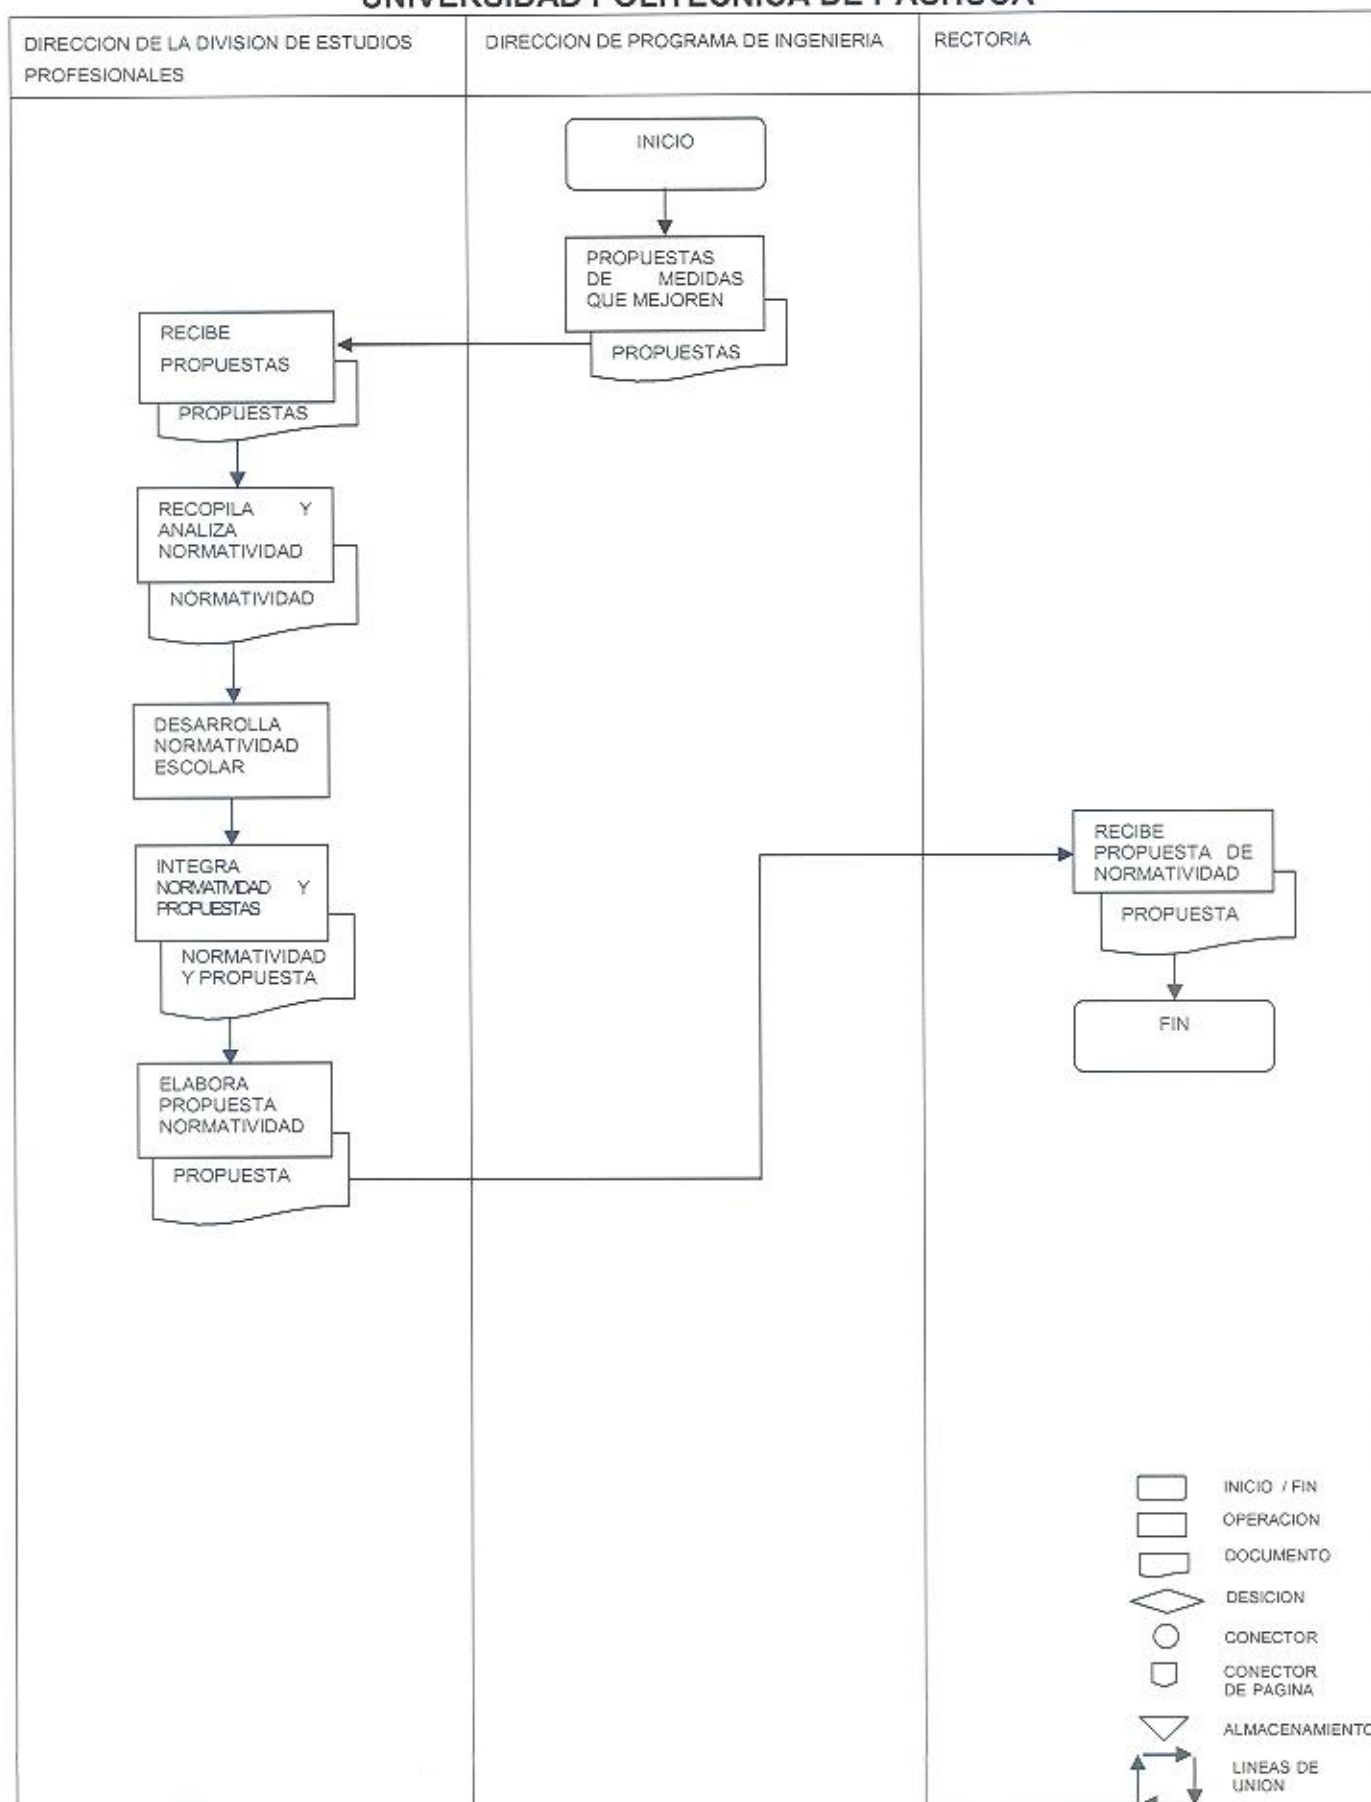 UNIVERSIDAD POLITECNICA DE PACHUCA
DIRECCION DE LA DIVISION DE ESTUDIOS
PROFESIONALES
DIRECCION DE PROGRAMA DE INGENIERIA
RECTORIA
INICIO
PROPUESTAS
DE MEDIDAS
QUE MEJOREN
PROPUESTAS
RECIBE
PROPUESTAS
PROPUESTAS
RECOPILA Y
ANALIZA
NORMATIVIDAD
NORMATIVIDAD
DESARROLLA
NORMATIVIDAD
ESCOLAR
INTEGRA
NORMATIVIDAD Y
PROPUESTAS
NORMATIVIDAD
Y PROPUESTA
ELABORA
PROPUESTA
NORMATIVIDAD
PROPUESTA
RECIBE
PROPUESTA DE
NORMATIVIDAD
PROPUESTA
FIN
INICIO / FIN
OPERACION
DOCUMENTO
DESICION
CONECTOR
CONECTOR
DE PAGINA
ALMACENAMIENTO
LINEAS DE
UNION